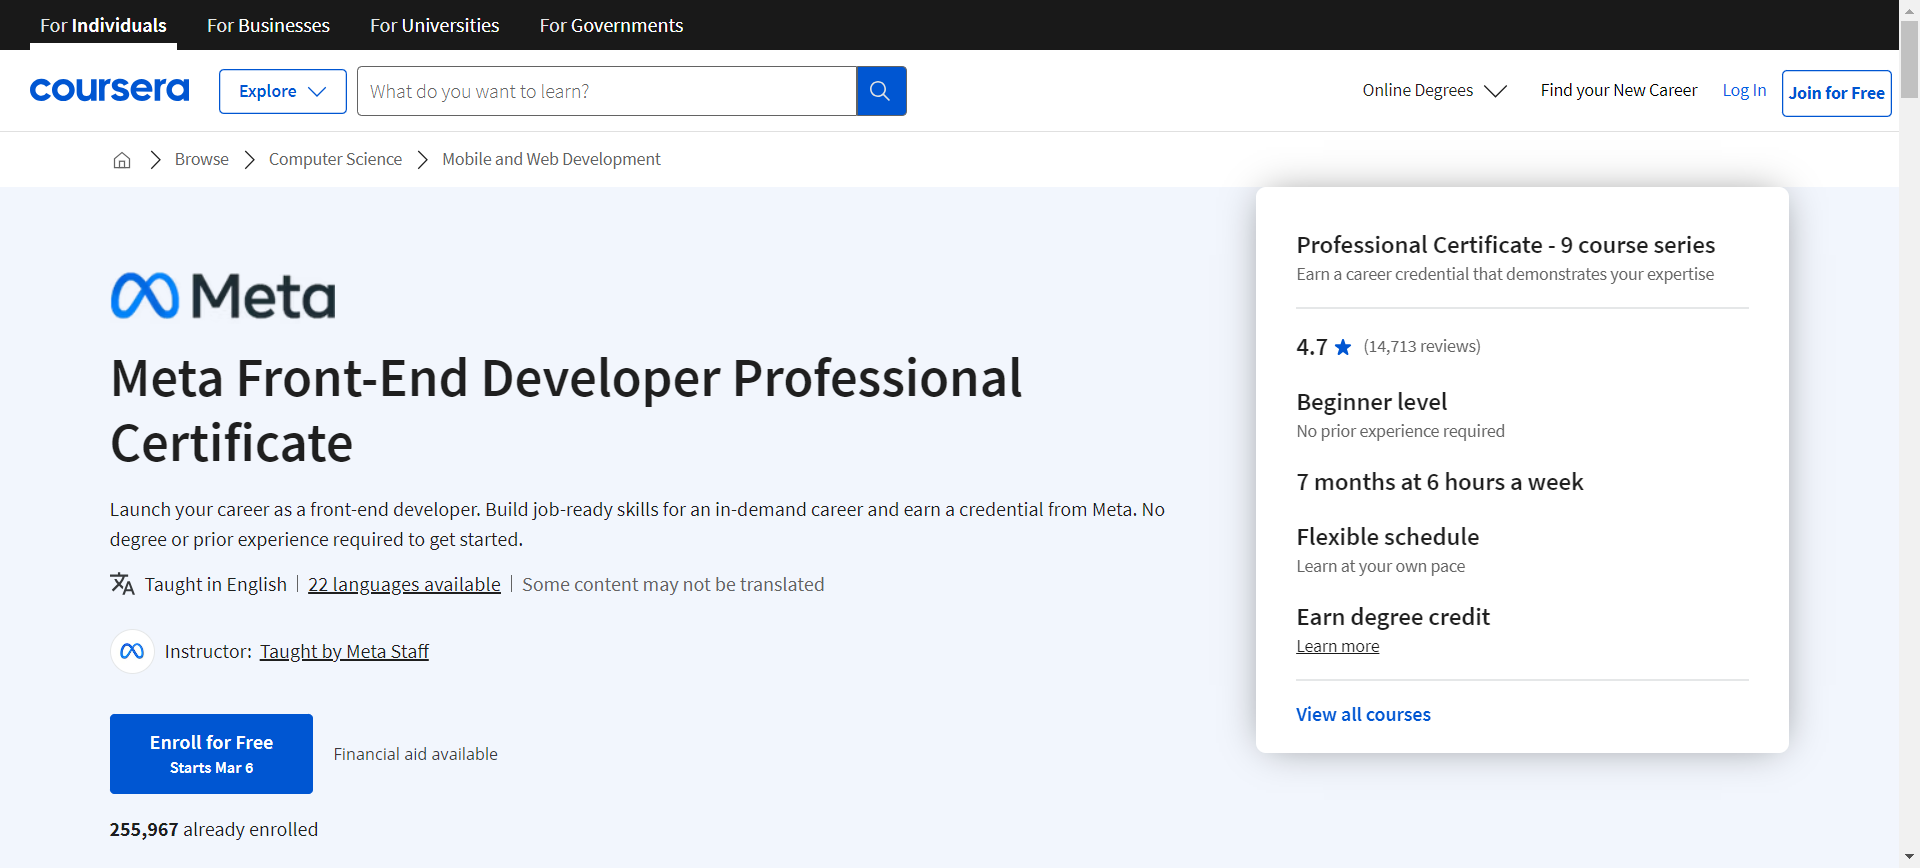 For Individuals For Businesses For Universities For Governments
coursera Explore What do you want to learn? Online Degrees Find your New Career Log In Join for Free
Browse Computer Science Mobile and Web Development
Meta
Meta Front-End Developer Professional
Certificate
Launch your career as a front-end developer. Build job-ready skills for an in-demand career and earn a credential from Meta. No
degree or prior experience required to get started.
Taught in English 22 languages available Some content may not be translated
Instructor: Taught by Meta Staff
Enroll for Free
Starts Mar 6
Financial aid available
255,967 already enrolled
Professional Certificate - 9 course series
Earn a career credential that demonstrates your expertise
4.7 (14,713 reviews)
Beginner level
No prior experience required
7 months at 6 hours a week
Flexible schedule
Learn at your own pace
Earn degree credit
Learn more
View all courses